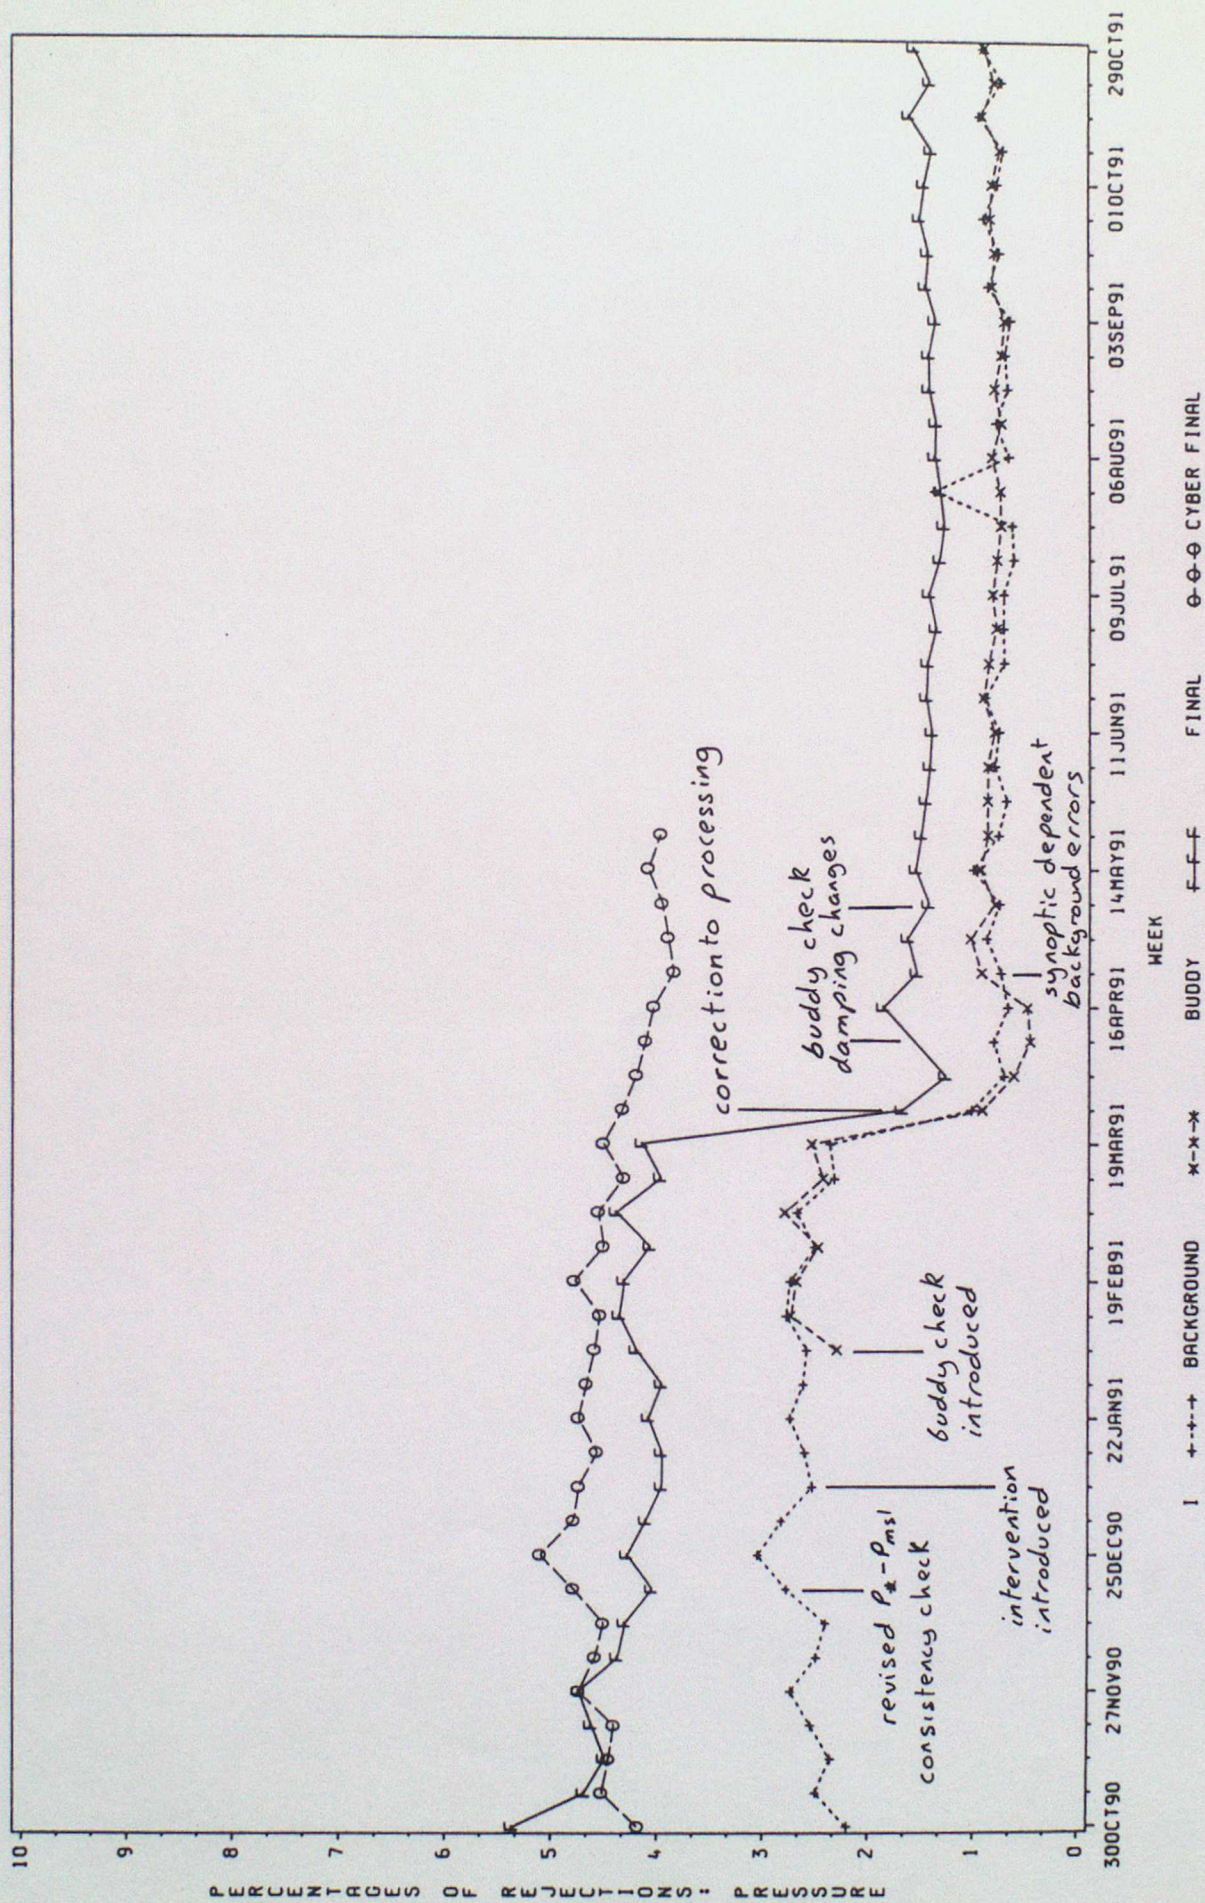 PERCENTAGES OF REJECTIONS: PRESSURE
10
9
8
7
6
5
4
3
2
1
0
correction to processing
buddy check
damping changes
revised P* - Pmsl
consistency check
intervention
introduced
buddy check
introduced
synoptic dependent
background errors
30OCT90 27NOV90 25DEC90 22JAN91 19FEB91 19MAR91 16APR91 14MAY91 11JUN91 09JUL91 06AUG91 03SEP91 01OCT91 29OCT91
WEEK
I +--+--+ BACKGROUND x-x-x BUDDY F-F-F FINAL o-o-o CYBER FINAL